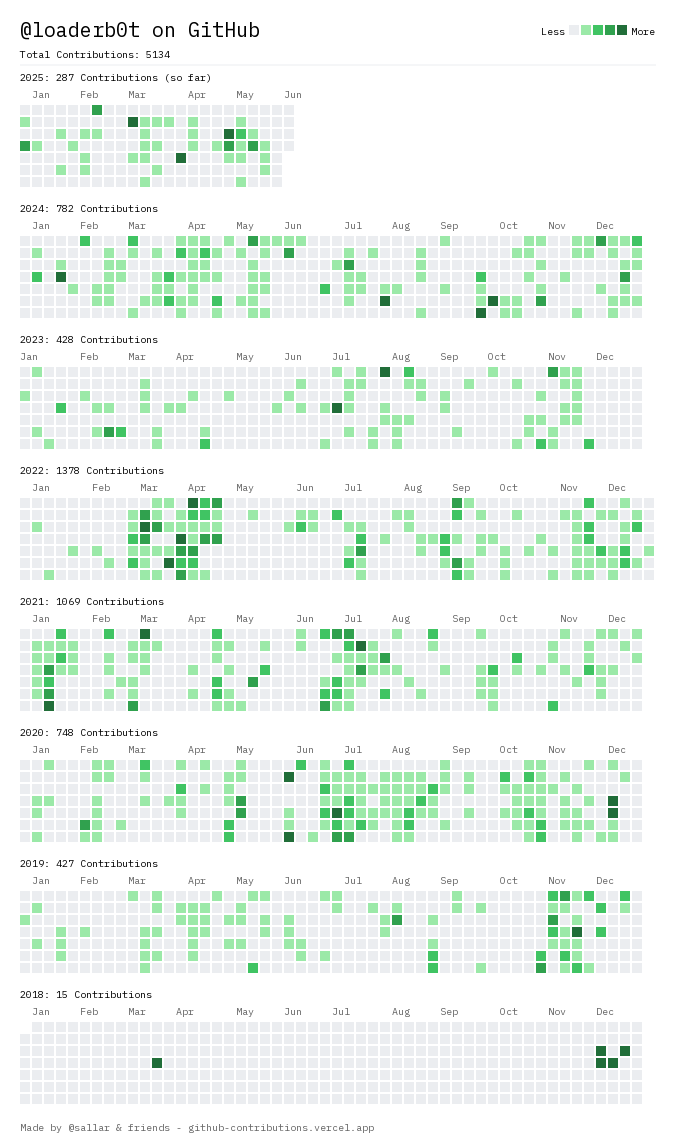 @loaderb0t on GitHub
Less More
Total Contributions: 5134
2025: 287 Contributions (so far)
Jan Feb Mar Apr May Jun
2024: 782 Contributions
Jan Feb Mar Apr May Jun Jul Aug Sep Oct Nov Dec
2023: 428 Contributions
Jan Feb Mar Apr May Jun Jul Aug Sep Oct Nov Dec
2022: 1378 Contributions
Jan Feb Mar Apr May Jun Jul Aug Sep Oct Nov Dec
2021: 1069 Contributions
Jan Feb Mar Apr May Jun Jul Aug Sep Oct Nov Dec
2020: 748 Contributions
Jan Feb Mar Apr May Jun Jul Aug Sep Oct Nov Dec
2019: 427 Contributions
Jan Feb Mar Apr May Jun Jul Aug Sep Oct Nov Dec
2018: 15 Contributions
Jan Feb Mar Apr May Jun Jul Aug Sep Oct Nov Dec
Made by @sallar & friends - github-contributions.vercel.app